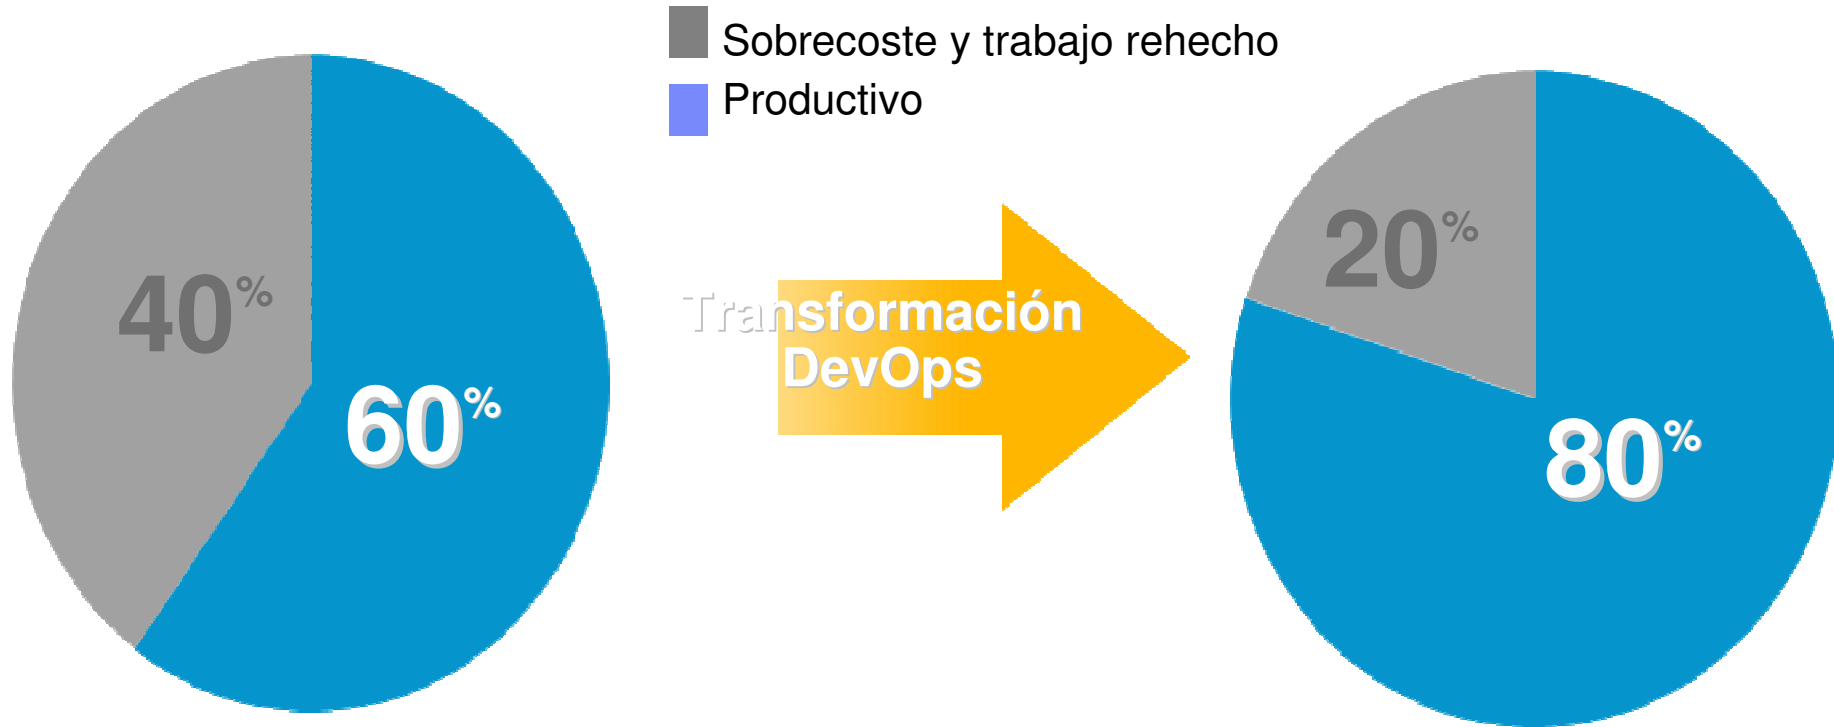 Sobrecoste y trabajo rehecho
Productivo
40%
60%
Transformación
DevOps
20%
80%